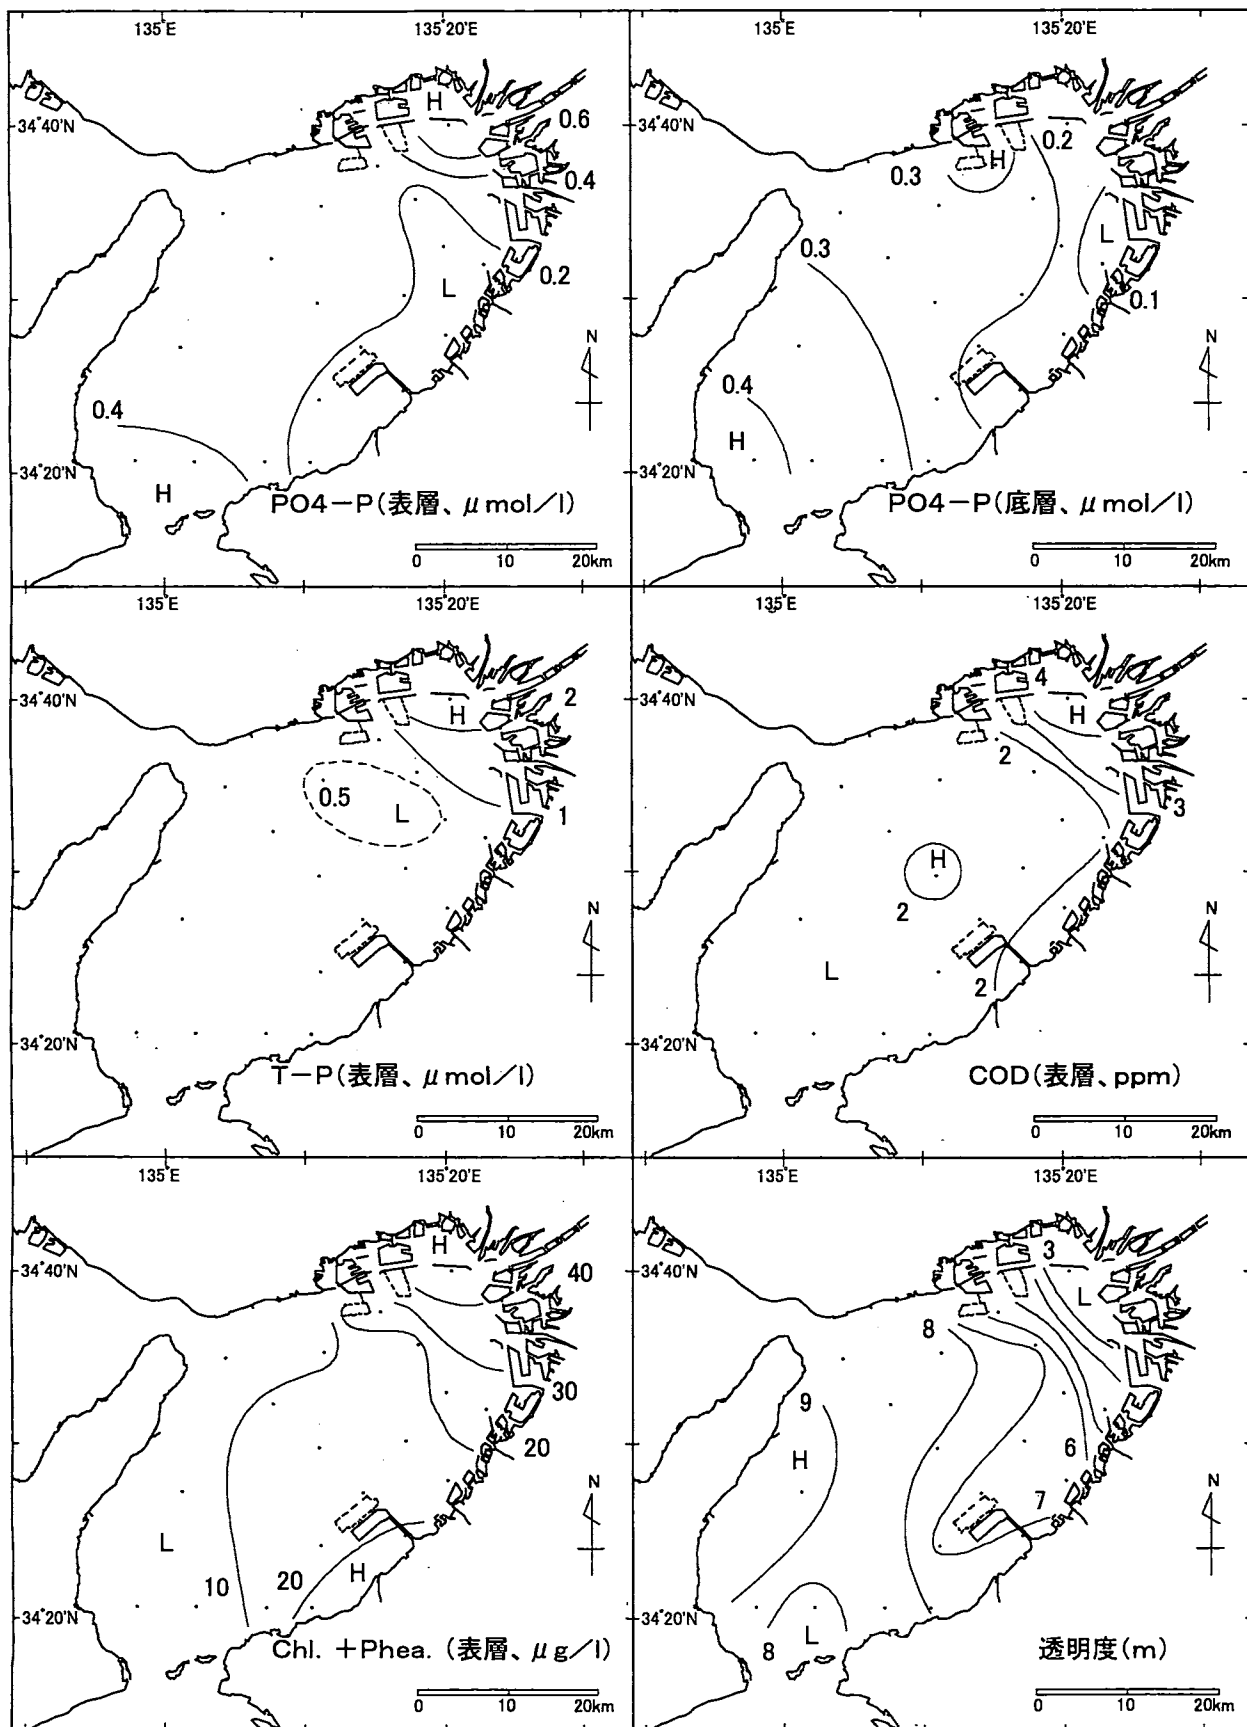 135°E 135°20'E
H
0.6
34°40'N
0.4
0.2
L
N
0.4
34°20'N
H
PO4-P(表層、μmol/l)
0 10 20km
135°E 135°20'E
34°40'N
0.2
H
0.3
L
0.3
0.1
N
0.4
H
34°20'N
PO4-P(底層、μmol/l)
0 10 20km
135°E 135°20'E
2
34°40'N
H
0.5
L
1
N
34°20'N
T-P(表層、μmol/l)
0 10 20km
135°E 135°20'E
4
34°40'N
H
2
3
H
2
N
L
2
34°20'N
COD(表層、ppm)
0 10 20km
135°E 135°20'E
H
34°40'N
40
30
20
N
L
H
10
20
34°20'N
Chl. +Phea. (表層、μg/l)
0 10 20km
135°E 135°20'E
3
34°40'N
L
8
9
6
H
N
7
34°20'N
L
8
透明度(m)
0 10 20km